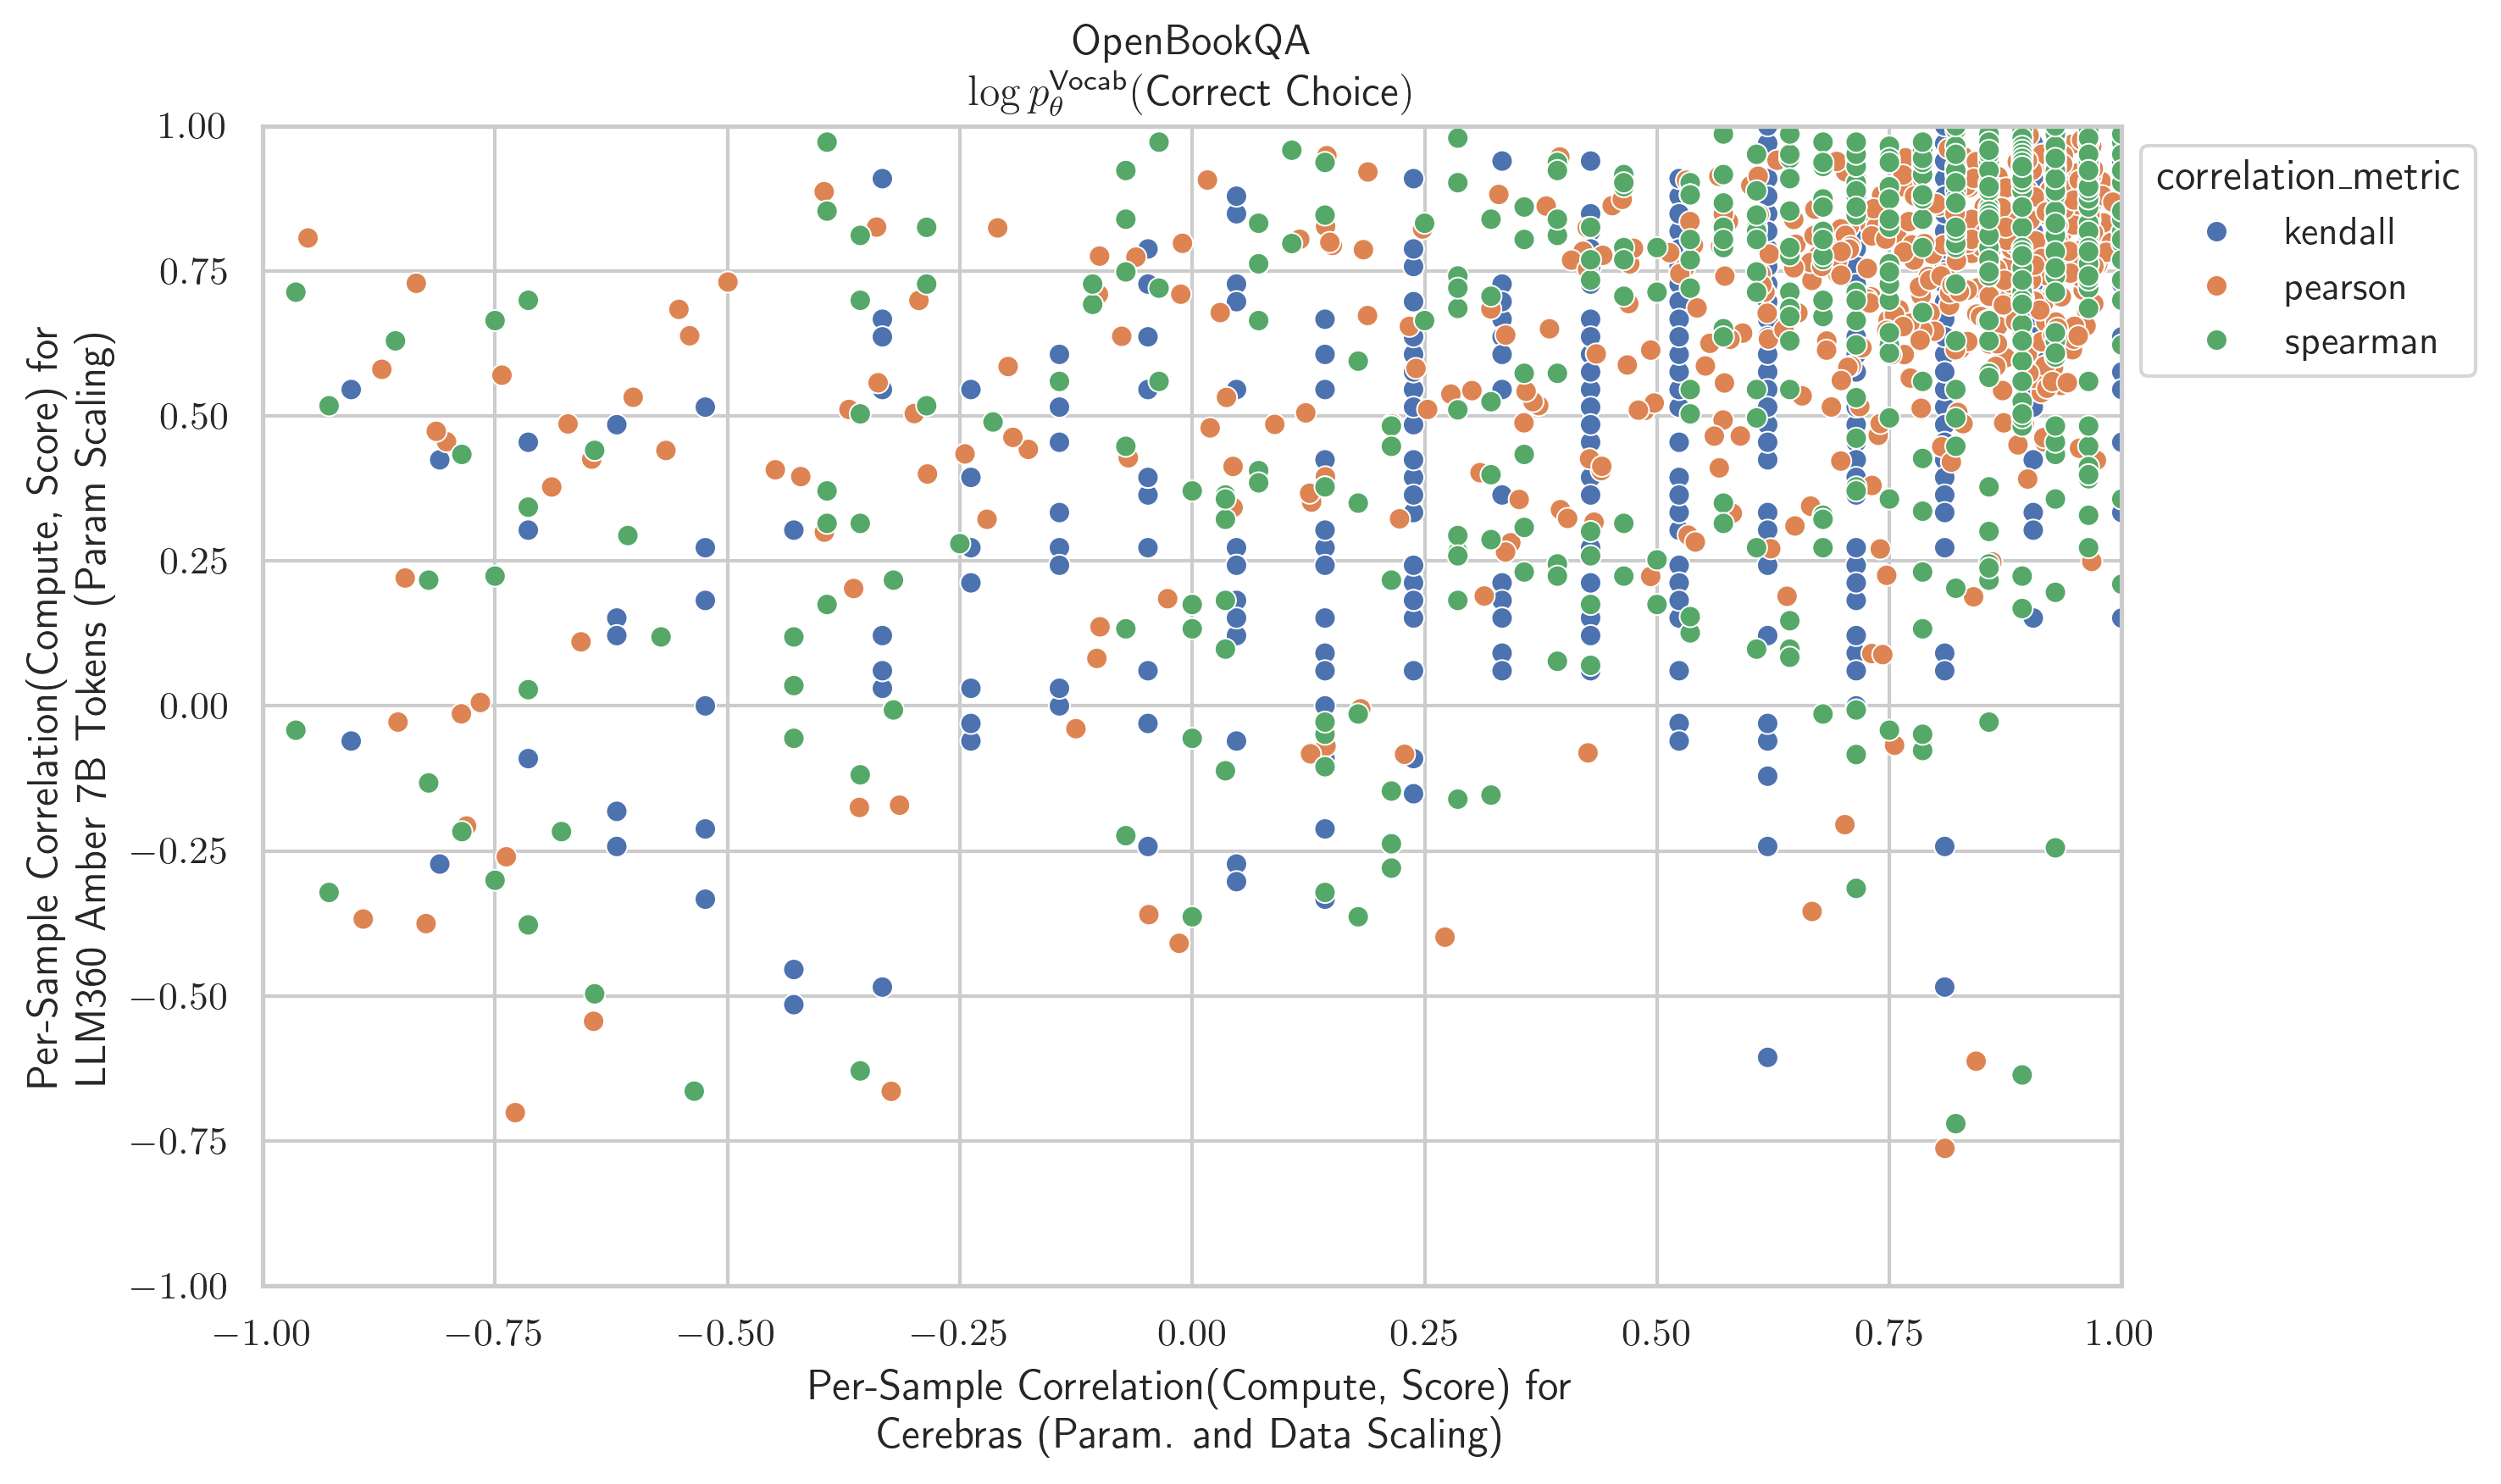 OpenBookQA
log p_θ^Vocab(Correct Choice)
Per-Sample Correlation(Compute, Score) for
LLM360 Amber 7B Tokens (Param Scaling)
1.00
0.75
0.50
0.25
0.00
−0.25
−0.50
−0.75
−1.00
−1.00 −0.75 −0.50 −0.25 0.00 0.25 0.50 0.75 1.00
Per-Sample Correlation(Compute, Score) for
Cerebras (Param. and Data Scaling)
correlation_metric
kendall
pearson
spearman